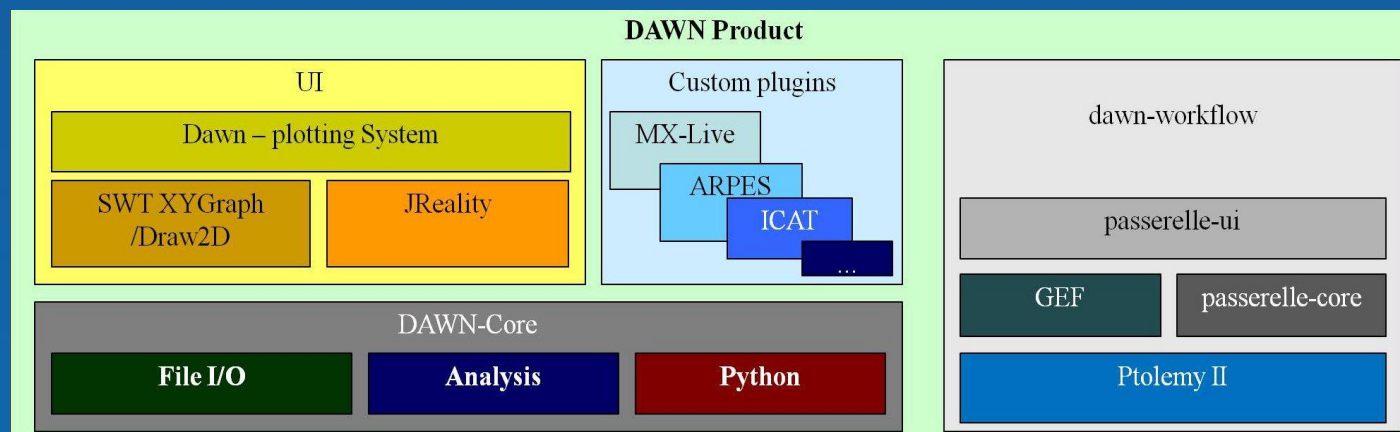 DAWN Product
UI
Dawn – plotting System
SWT XYGraph
/Draw2D
JReality
Custom plugins
MX-Live
ARPES
ICAT
...
DAWN-Core
File I/O
Analysis
Python
dawn-workflow
passerelle-ui
GEF
passerelle-core
Ptolemy II